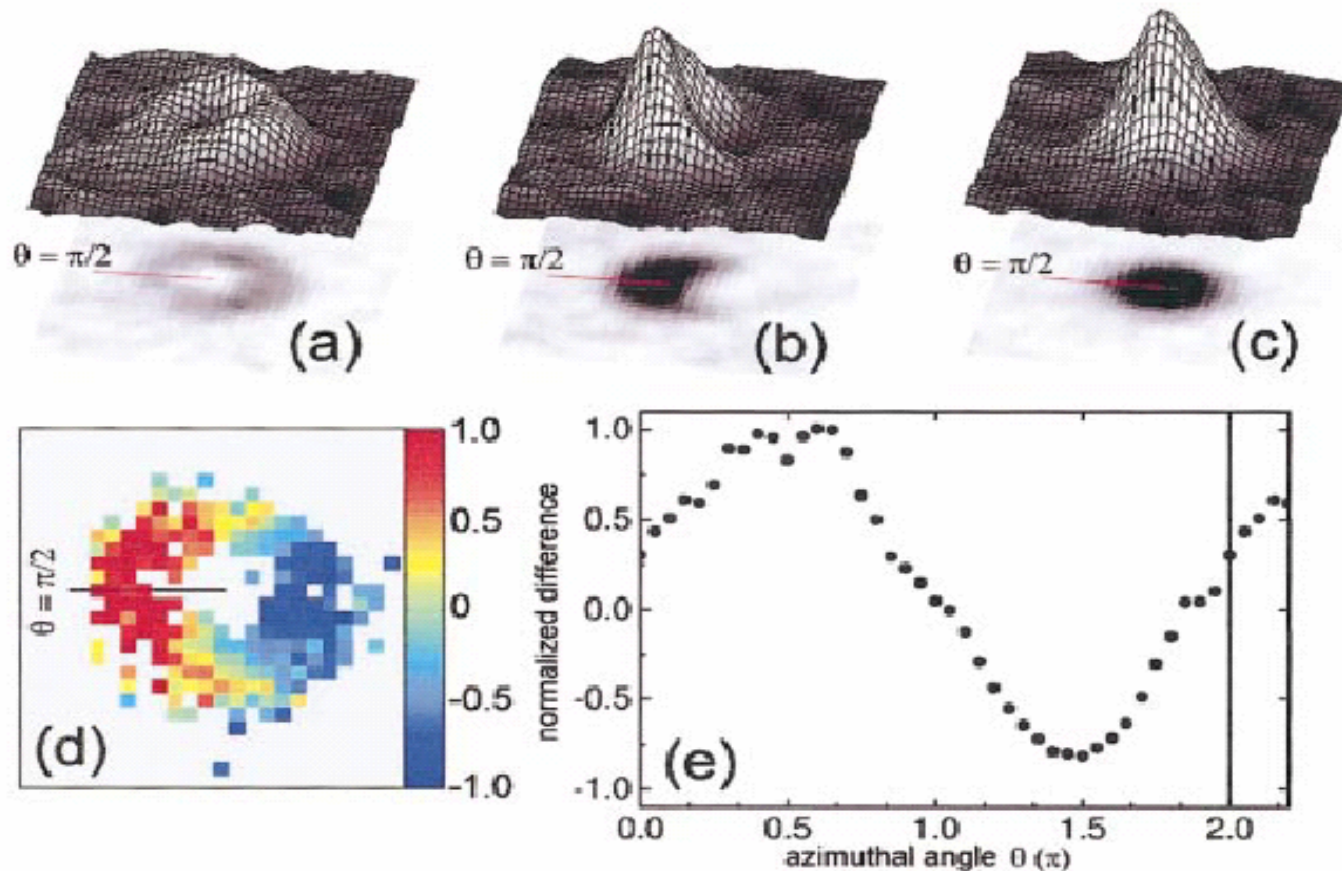 θ = π/2
θ = π/2
θ = π/2
(a)
(b)
(c)
1.0
0.5
0
-0.5
-1.0
θ = π/2
(d)
normalized difference
1.0
0.5
0.0
-0.5
-1.0
(e)
0.0 0.5 1.0 1.5 2.0
azimuthal angle θ (π)